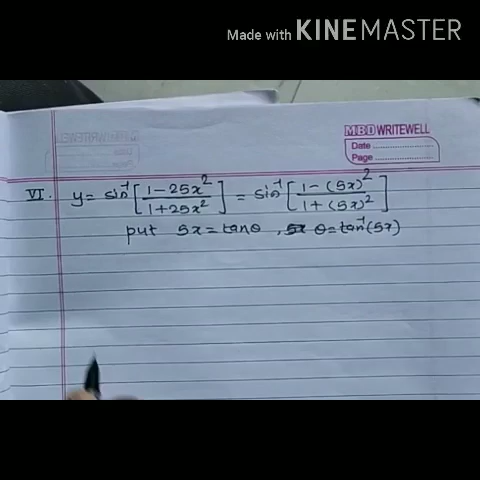 Made with KINEMASTER
MBD WRITEWELL
Date
Page
VI. y = sin⁻¹[(1-25x²)/(1+25x²)] = sin⁻¹[(1-(5x)²)/(1+(5x)²)]
put 5x = tanθ , θ = tan⁻¹(5x)